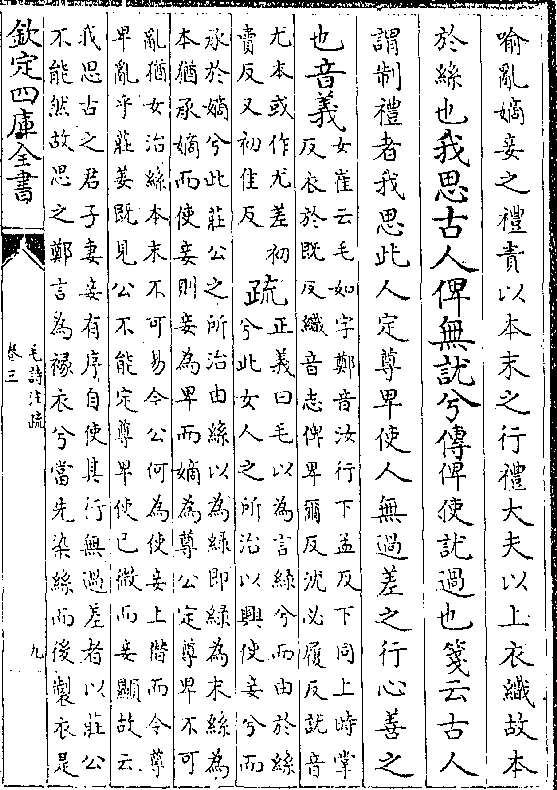 喻亂嫡妾之禮責以本末之行禮大夫以上衣織故本
於絲也我思古人俾無訧兮傳俾使訧過也箋云古人
謂制禮者我思此人定尊卑使人無過差之行心善之
也音義女崔云毛如字鄭音汝行下孟反下同上時掌
反衣於既反織音志俾卑爾反沈必履反訧音
尤本或作尤差初
賣反又初佳反
疏正義曰毛以為言綠兮而由於絲
兮此女人之所治以興使妾兮而
承於嫡兮此莊公之所治由絲以為綠即綠為末絲為
本猶承嫡而使妾則妾為卑而嫡為尊公定尊卑不可
亂猶女治絲本末不可易今公何為使妾上僭而令尊
卑亂乎莊姜既見公不能定尊卑使已微而妾顯故云
我思古之君子妻妾有序自使其行無過差者以莊公
不能然故思之鄭言為褖衣兮當先染絲而後製衣是
欽定四庫全書
毛詩注疏
卷三
九